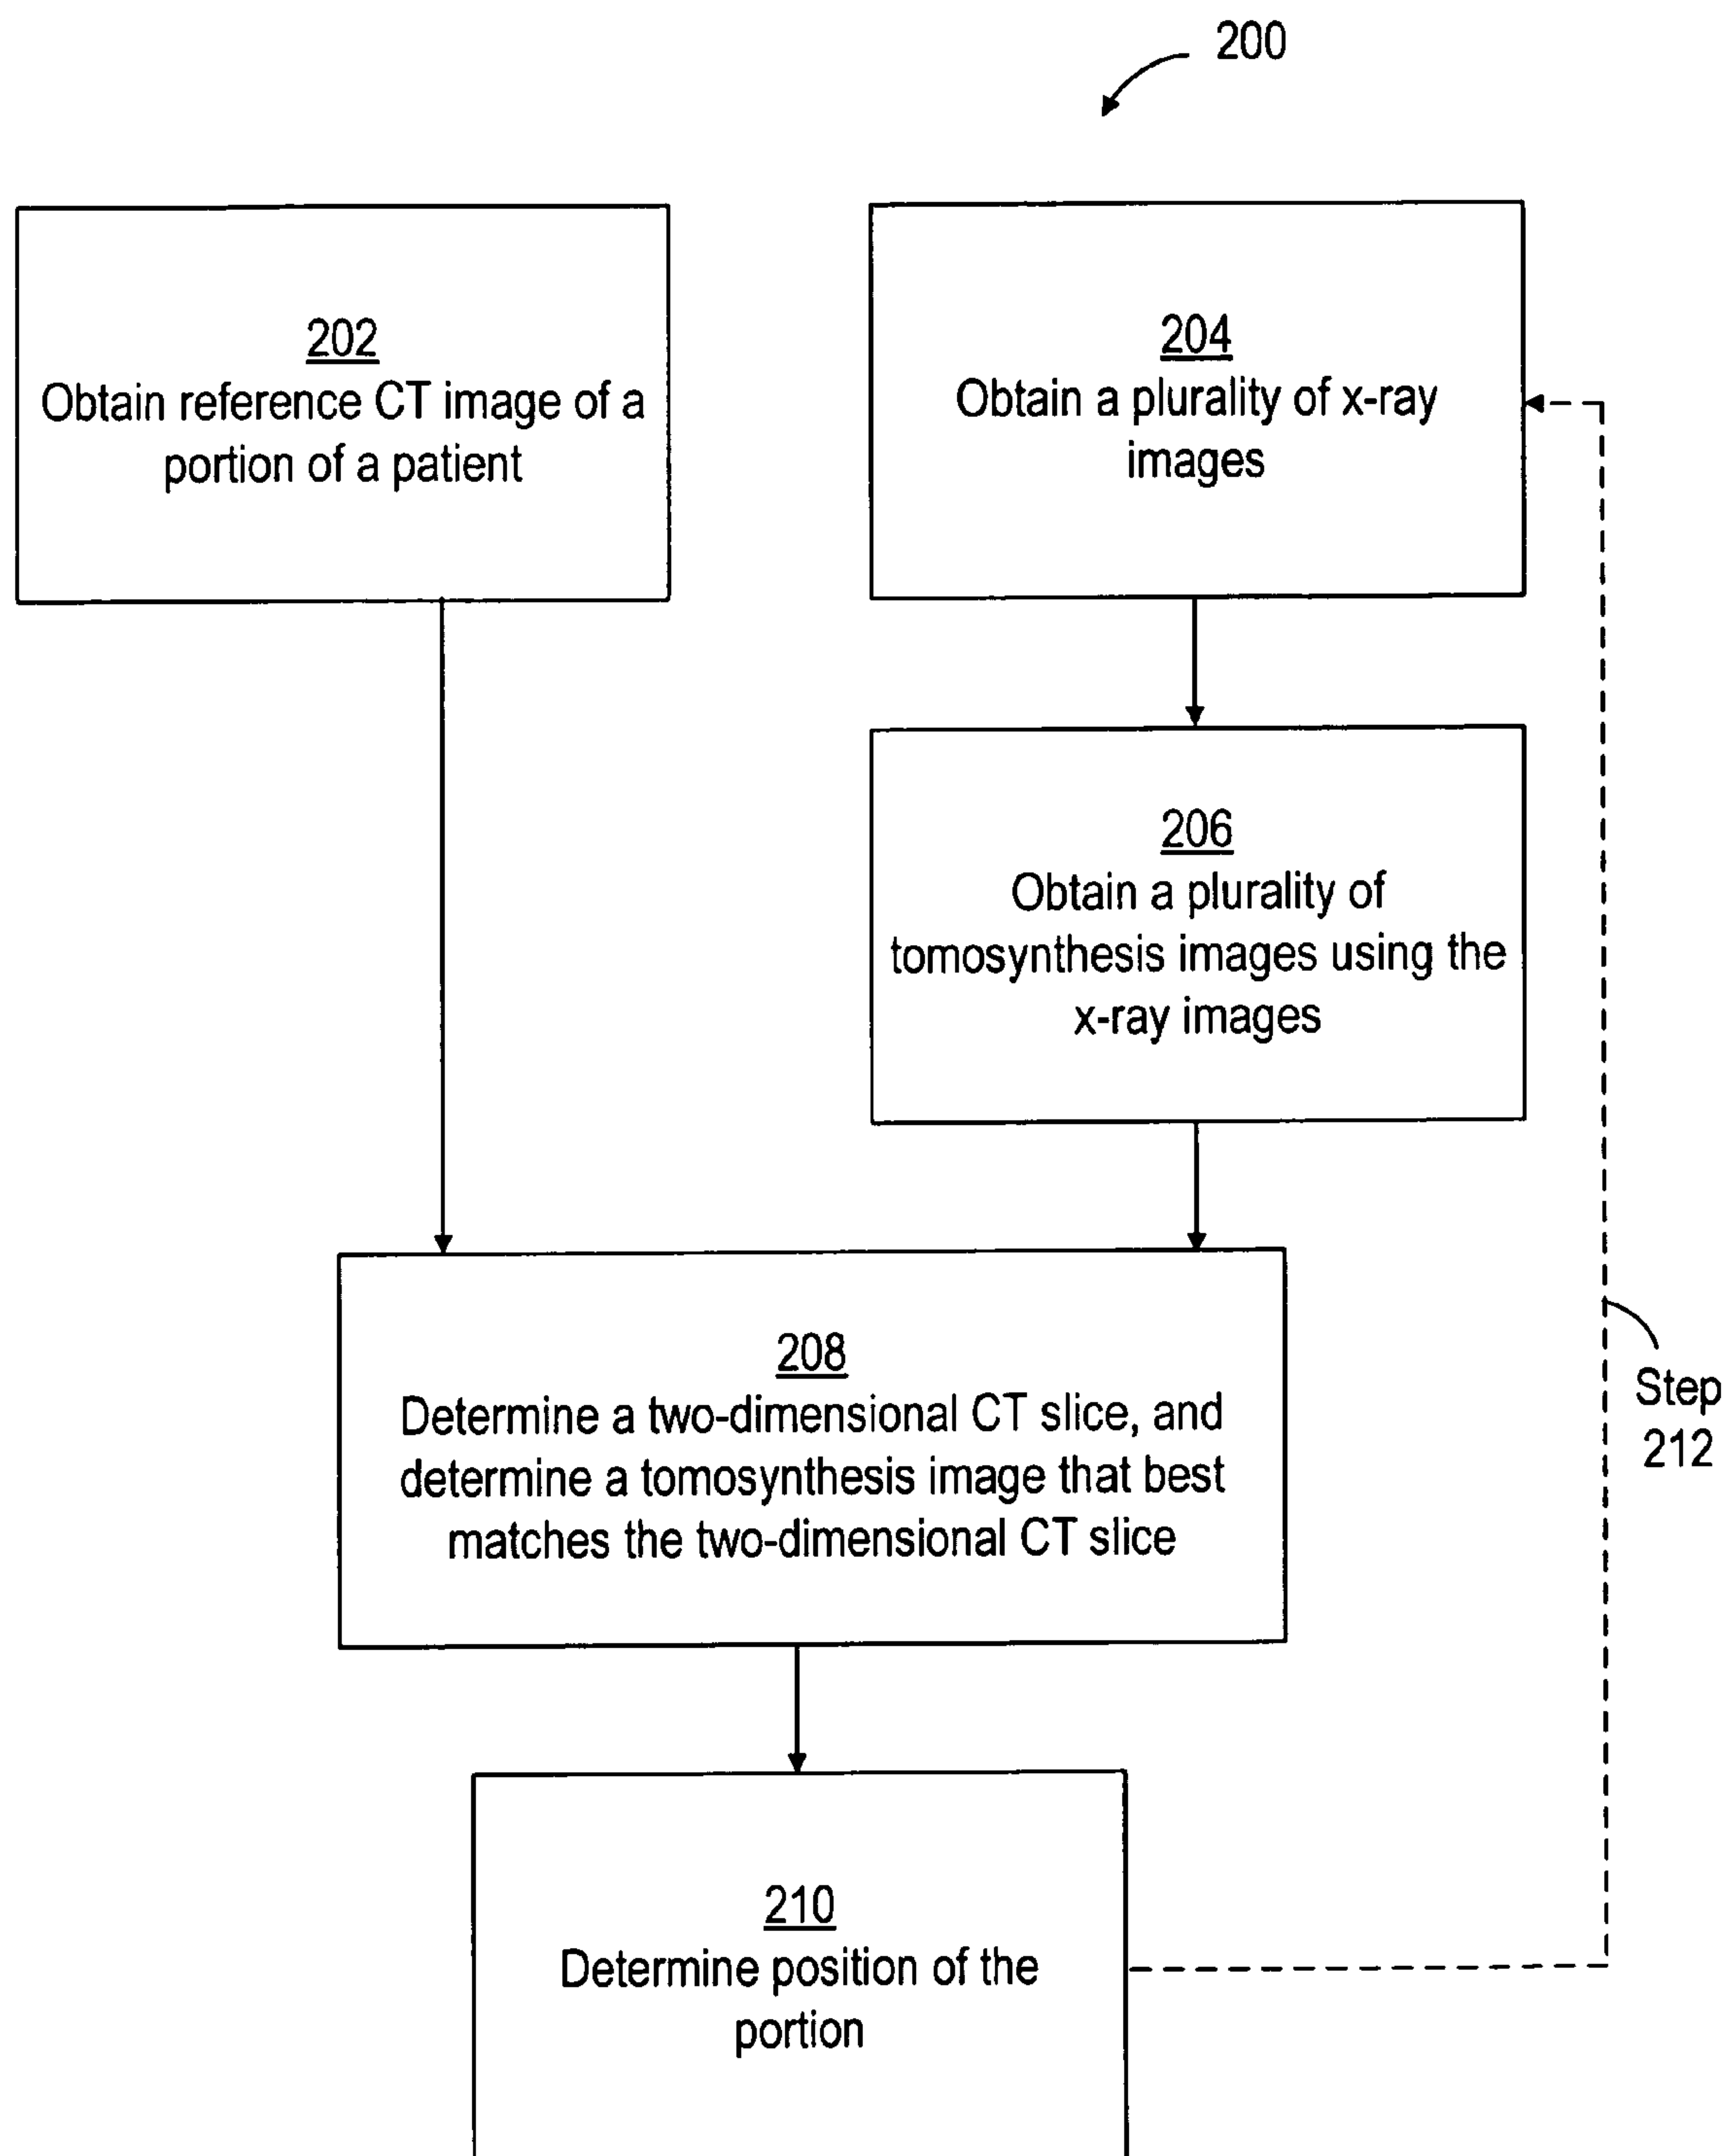 200
202
Obtain reference CT image of a
portion of a patient
204
Obtain a plurality of x-ray
images
206
Obtain a plurality of
tomosynthesis images using the
x-ray images
208
Determine a two-dimensional CT slice, and
determine a tomosynthesis image that best
matches the two-dimensional CT slice
Step
212
210
Determine position of the
portion